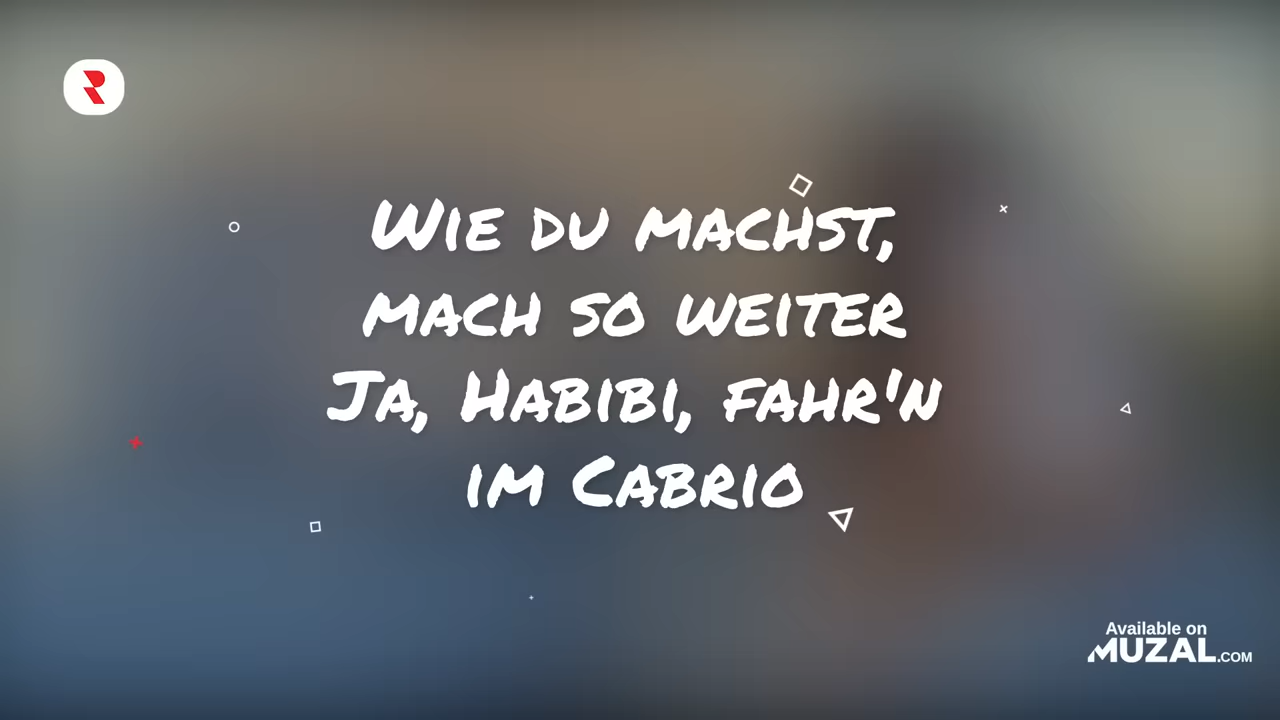 Wie du machst,
mach so weiter
Ja, Habibi, fahr'n
im Cabrio
Available on
MUZAL.COM